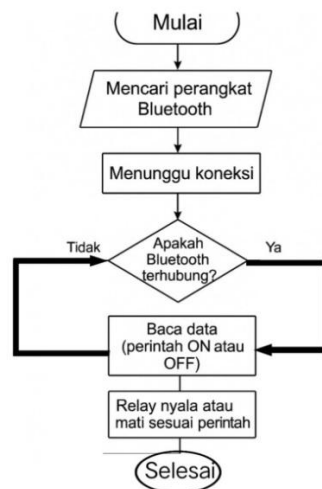 Mulai
Mencari perangkat
Bluetooth
Menunggu koneksi
Tidak
Apakah
Bluetooth
terhubung?
Ya
Baca data
(perintah ON atau
OFF)
Relay nyala atau
mati sesuai perintah
Selesai